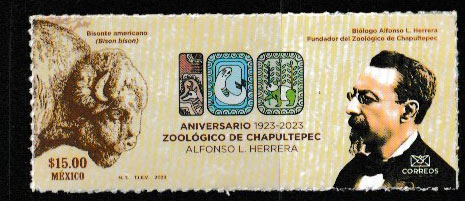 Bisonte americano
(Bison bison)
Biólogo Alfonso L. Herrera
Fundador del Zoológico de Chapultepec
ANIVERSARIO 1923-2023
ZOOLÓGICO DE CHAPULTEPEC
ALFONSO L. HERRERA
$15.00
MÉXICO
CORREOS